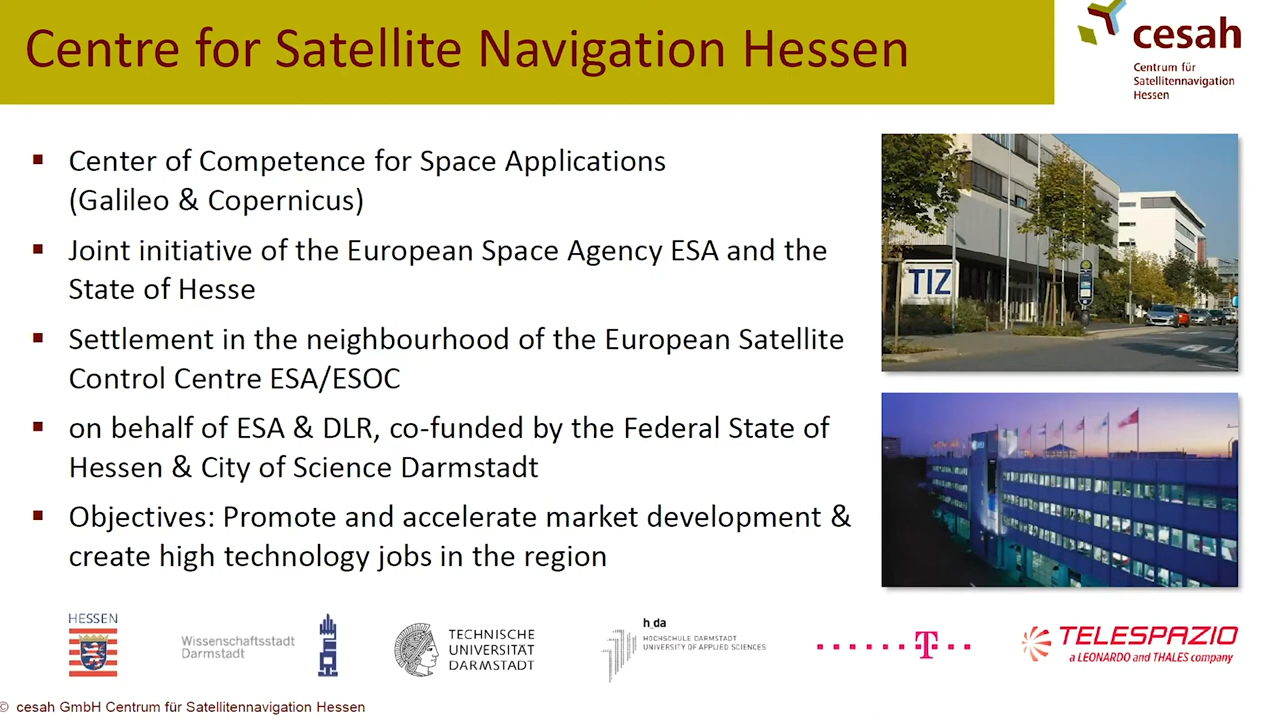 Centre for Satellite Navigation Hessen
cesah
Centrum für
Satellitennavigation
Hessen
▪ Center of Competence for Space Applications
(Galileo & Copernicus)
▪ Joint initiative of the European Space Agency ESA and the
State of Hesse
▪ Settlement in the neighbourhood of the European Satellite
Control Centre ESA/ESOC
▪ on behalf of ESA & DLR, co-funded by the Federal State of
Hessen & City of Science Darmstadt
▪ Objectives: Promote and accelerate market development &
create high technology jobs in the region
TIZ
HESSEN
Wissenschaftsstadt
Darmstadt
TECHNISCHE
UNIVERSITÄT
DARMSTADT
h_da
HOCHSCHULE DARMSTADT
UNIVERSITY OF APPLIED SCIENCES
T
TELESPAZIO
a LEONARDO and THALES company
© cesah GmbH Centrum für Satellitennavigation Hessen